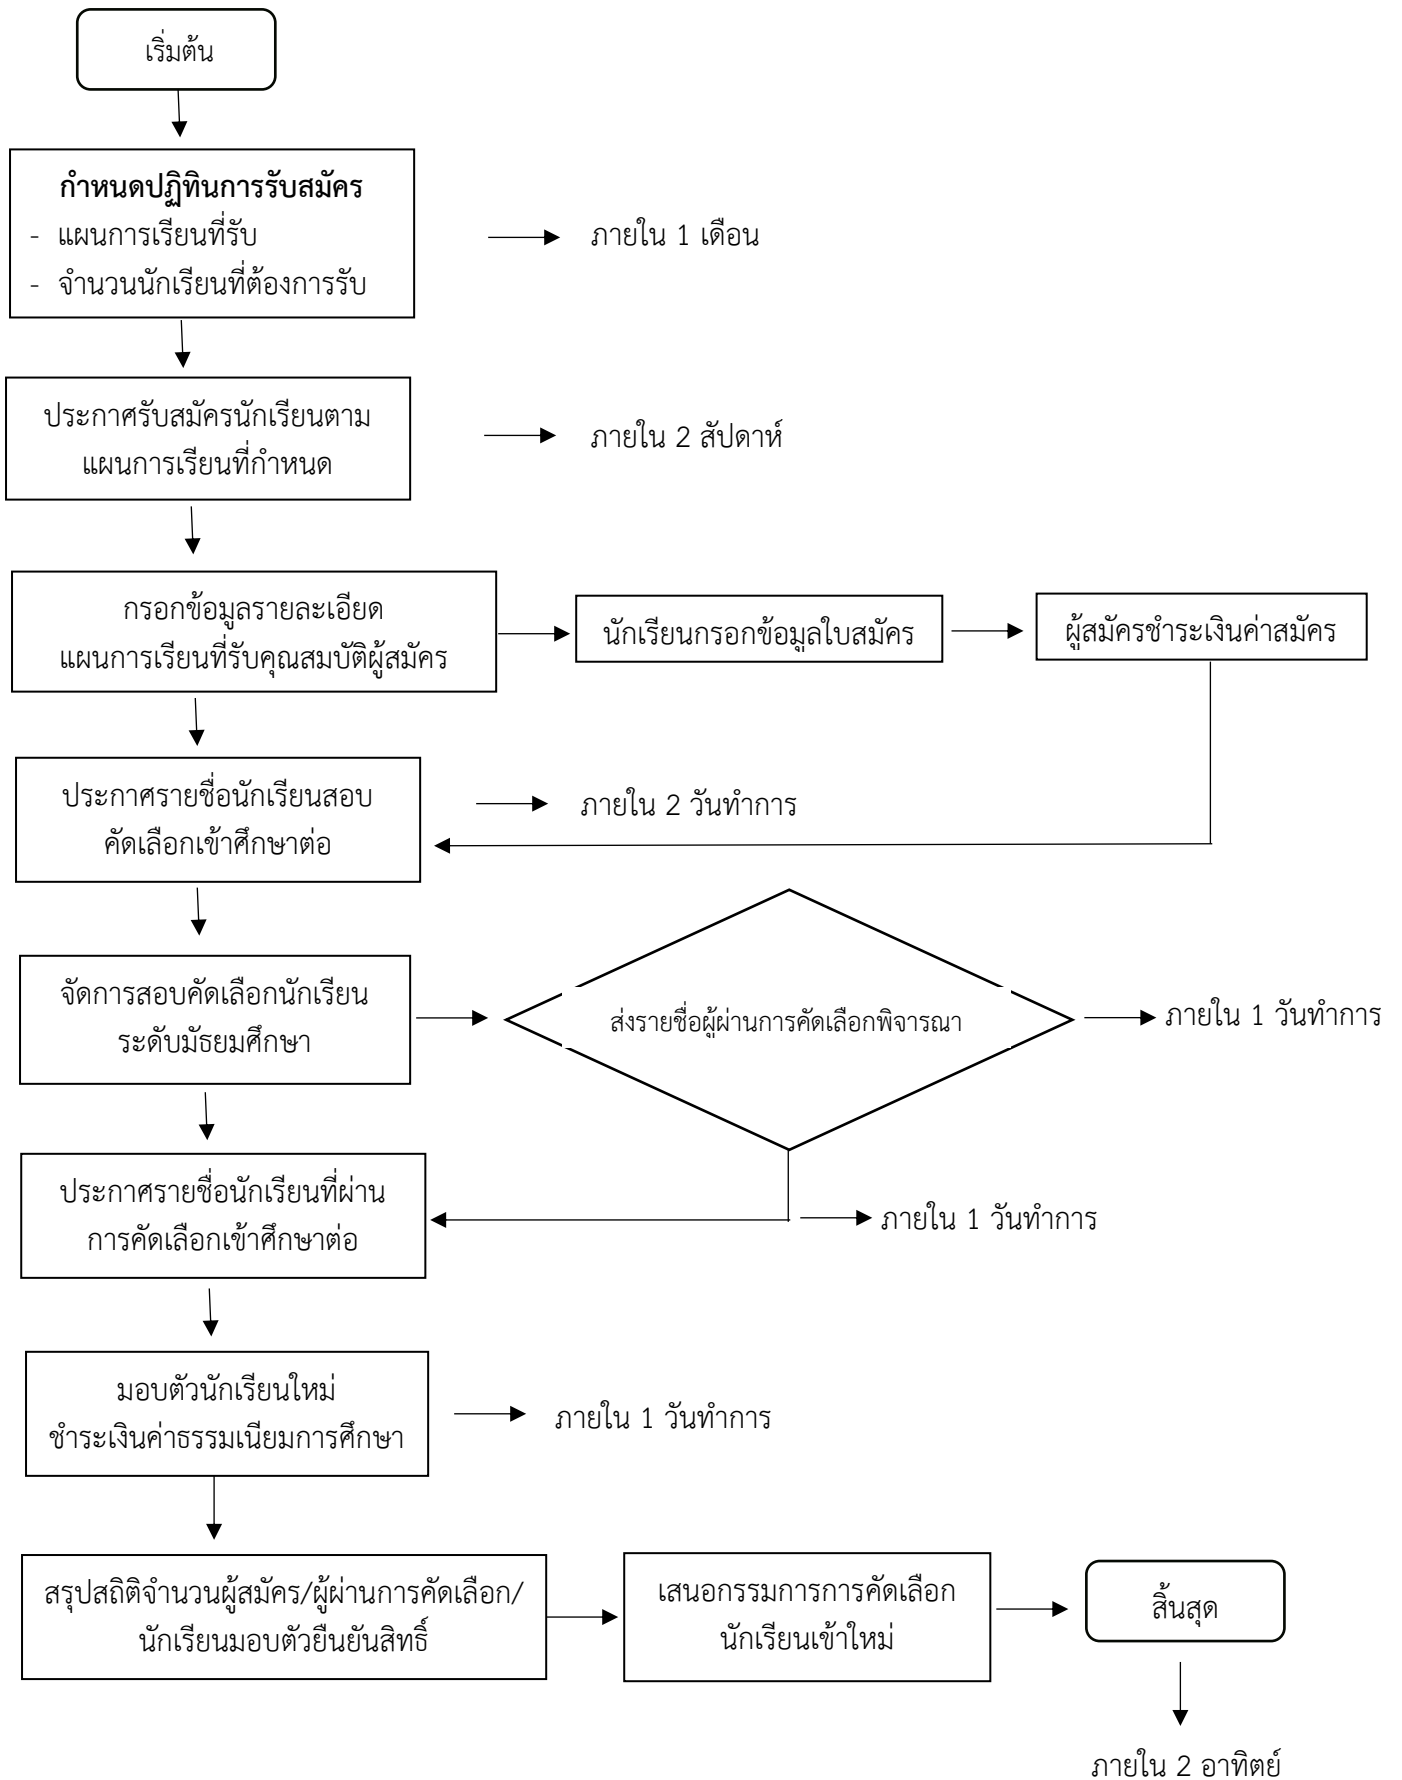 เริ่มต้น
กำหนดปฏิทินการรับสมัคร
- แผนการเรียนที่รับ
- จำนวนนักเรียนที่ต้องการรับ
ภายใน 1 เดือน
ประกาศรับสมัครนักเรียนตาม
แผนการเรียนที่กำหนด
ภายใน 2 สัปดาห์
กรอกข้อมูลรายละเอียด
แผนการเรียนที่รับคุณสมบัติผู้สมัคร
นักเรียนกรอกข้อมูลใบสมัคร
ผู้สมัครชำระเงินค่าสมัคร
ประกาศรายชื่อนักเรียนสอบ
คัดเลือกเข้าศึกษาต่อ
ภายใน 2 วันทำการ
จัดการสอบคัดเลือกนักเรียน
ระดับมัธยมศึกษา
ส่งรายชื่อผู้ผ่านการคัดเลือกพิจารณา
ภายใน 1 วันทำการ
ประกาศรายชื่อนักเรียนที่ผ่าน
การคัดเลือกเข้าศึกษาต่อ
ภายใน 1 วันทำการ
มอบตัวนักเรียนใหม่
ชำระเงินค่าธรรมเนียมการศึกษา
ภายใน 1 วันทำการ
สรุปสถิติจำนวนผู้สมัคร/ผู้ผ่านการคัดเลือก/
นักเรียนมอบตัวยืนยันสิทธิ์
เสนอกรรมการการคัดเลือก
นักเรียนเข้าใหม่
สิ้นสุด
ภายใน 2 อาทิตย์